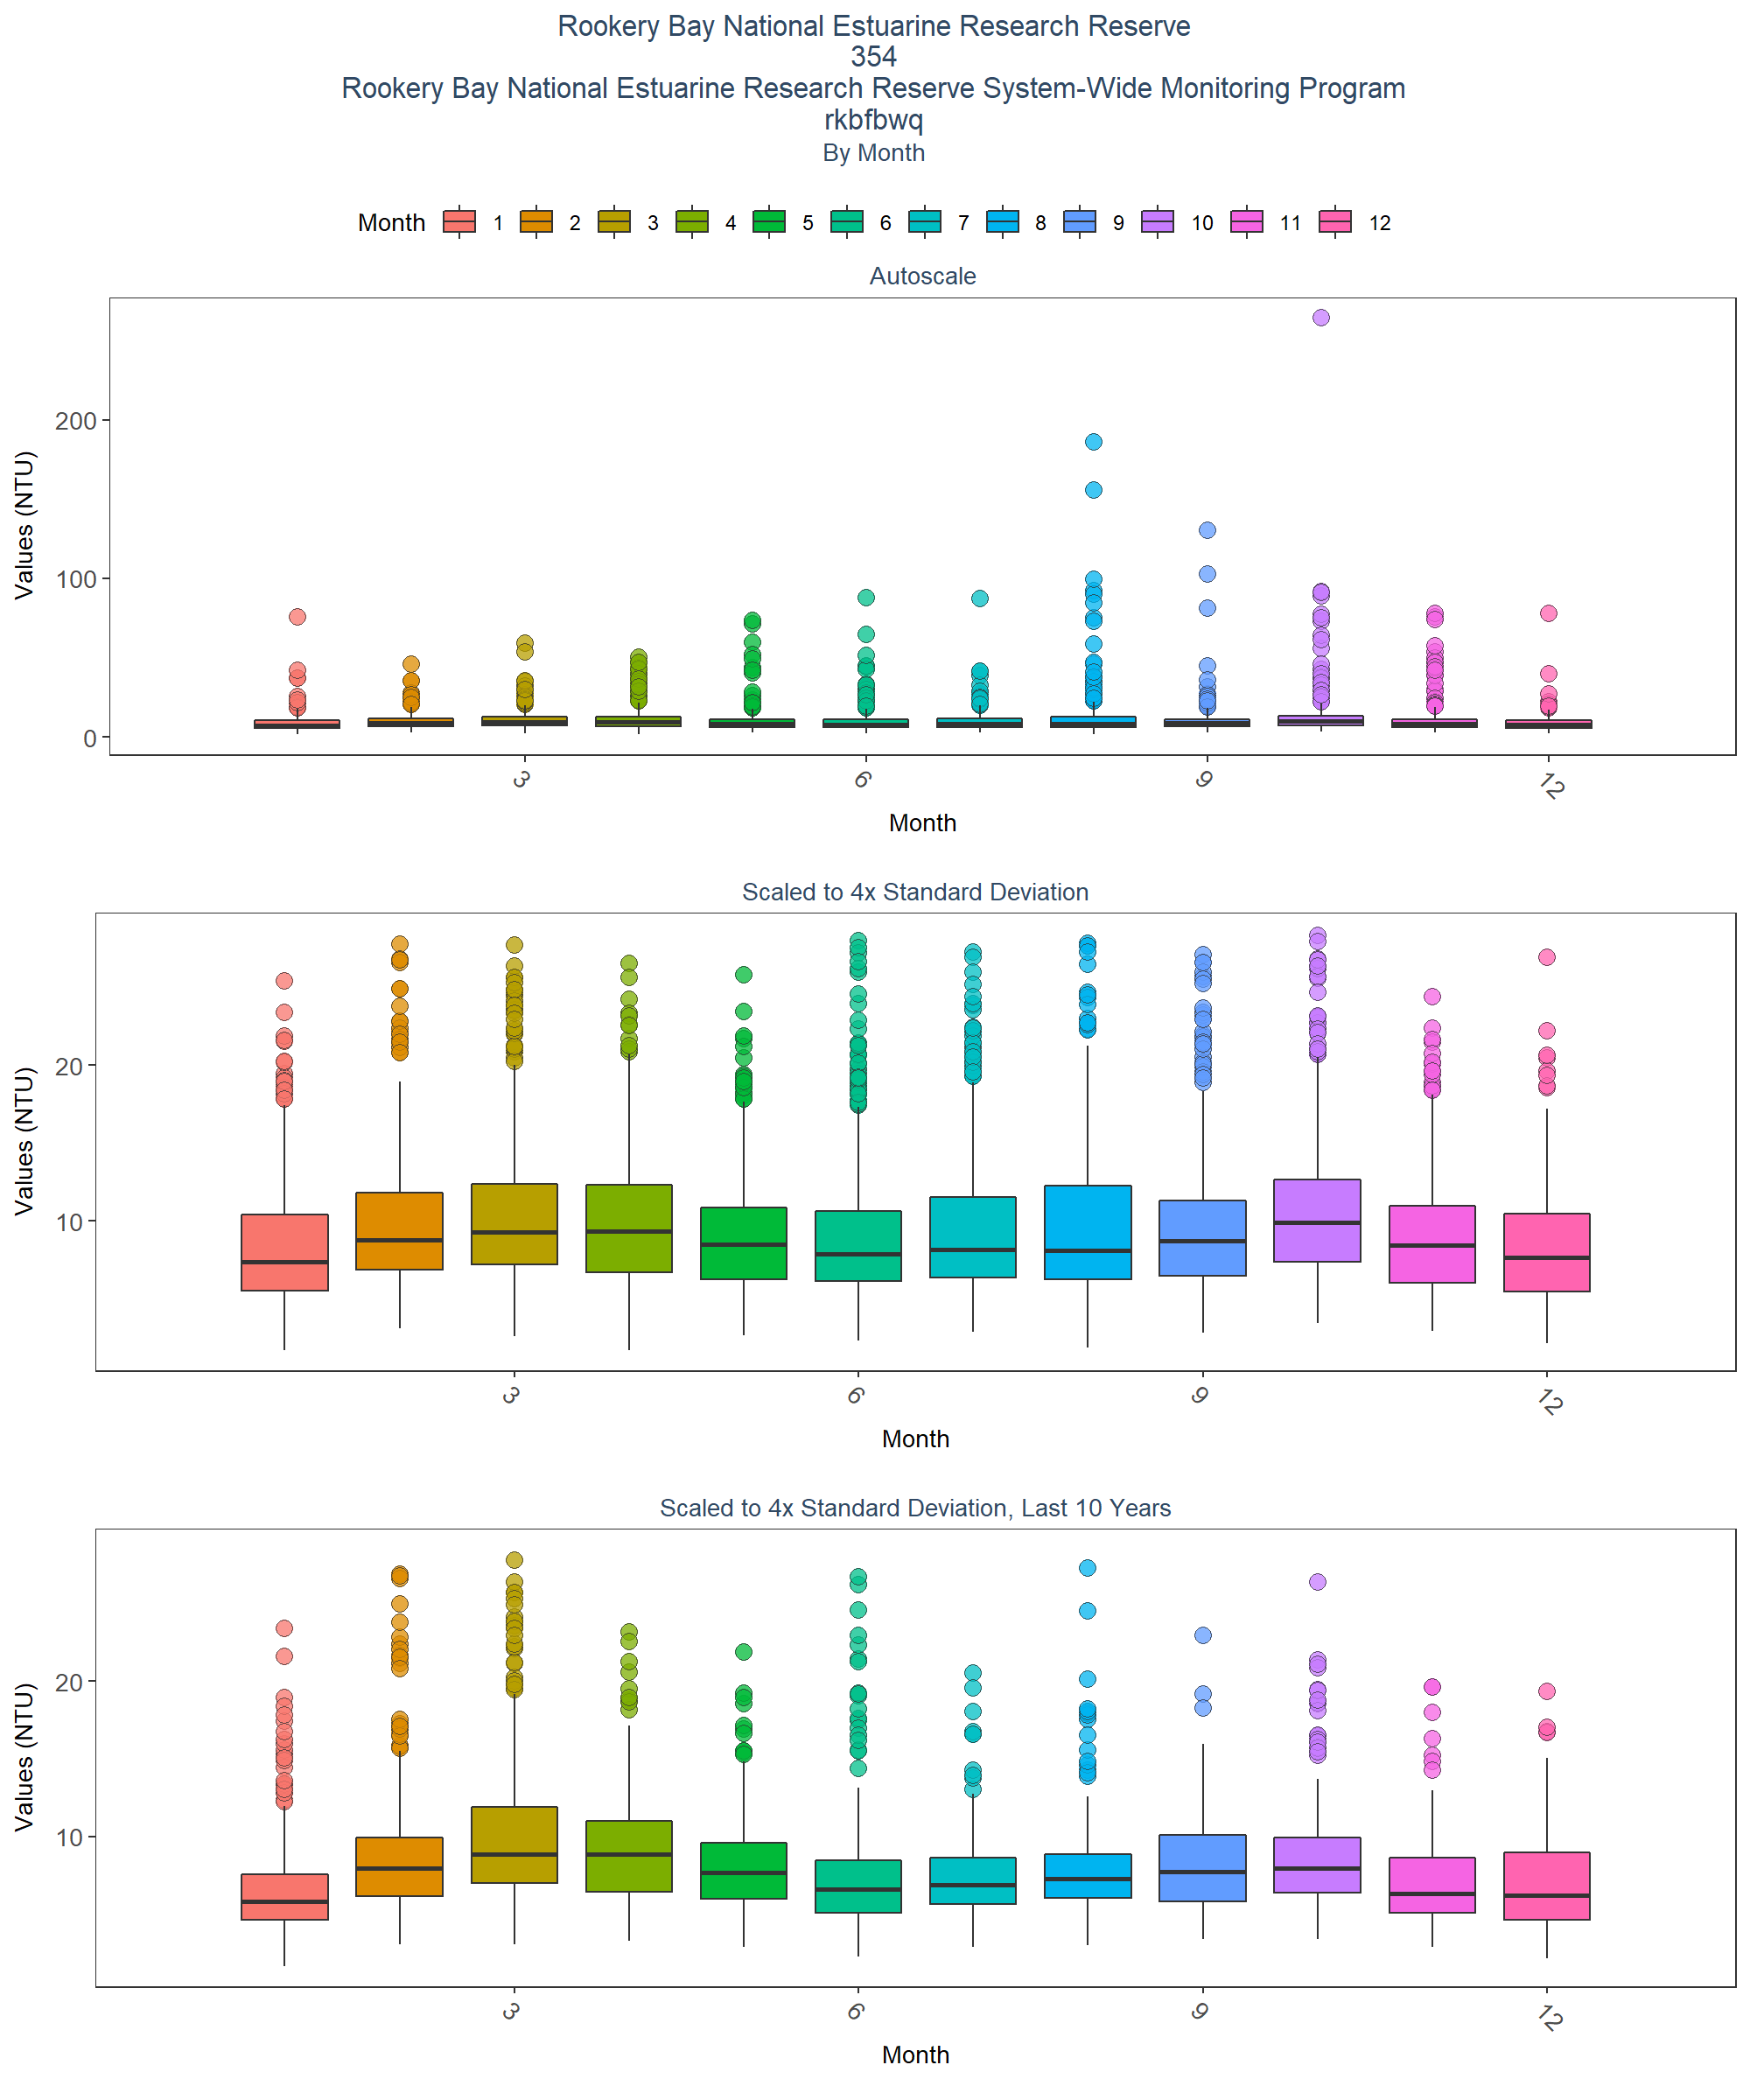 Rookery Bay National Estuarine Research Reserve
354
Rookery Bay National Estuarine Research Reserve System-Wide Monitoring Program
rkbfbwq
By Month
Month 1 2 3 4 5 6 7 8 9 10 11 12
Autoscale
Values (NTU)
200
100
0
3 6 9 12
Month
Scaled to 4x Standard Deviation
Values (NTU)
20
10
3 6 9 12
Month
Scaled to 4x Standard Deviation, Last 10 Years
Values (NTU)
20
10
3 6 9 12
Month